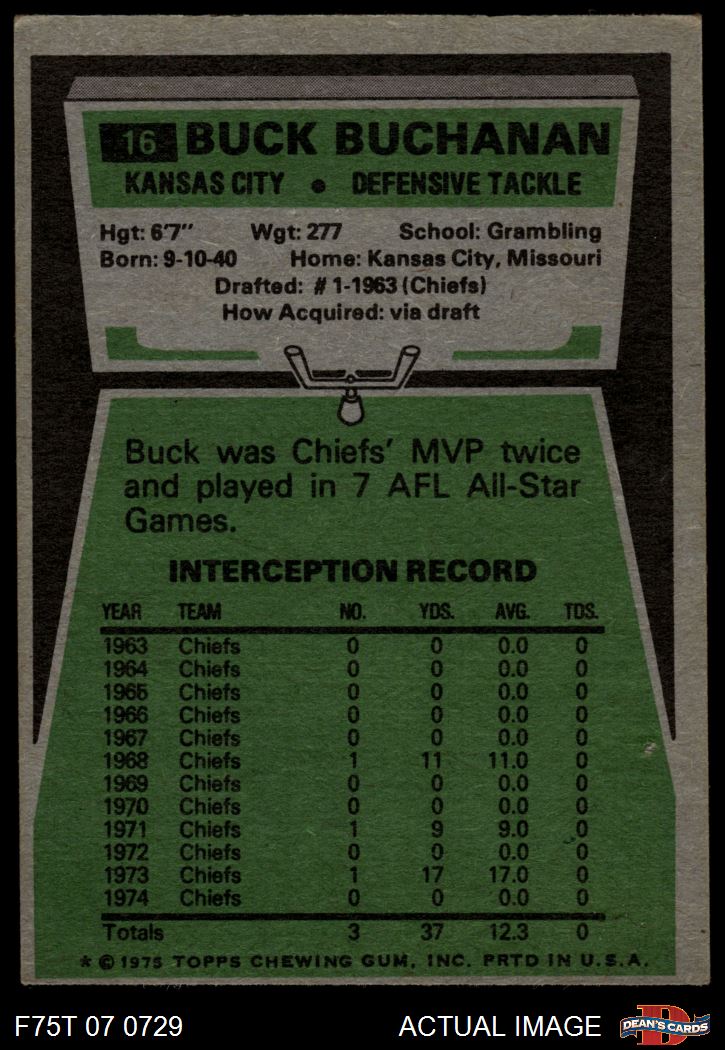 16 BUCK BUCHANAN
KANSAS CITY • DEFENSIVE TACKLE
Hgt: 6'7" Wgt: 277 School: Grambling
Born: 9-10-40 Home: Kansas City, Missouri
Drafted: #1-1963 (Chiefs)
How Acquired: via draft
Buck was Chiefs' MVP twice
and played in 7 AFL All-Star
Games.
INTERCEPTION RECORD
YEAR TEAM NO. YDS. AVG. TDS.
1963 Chiefs 0 0 0.0 0
1964 Chiefs 0 0 0.0 0
1965 Chiefs 0 0 0.0 0
1966 Chiefs 0 0 0.0 0
1967 Chiefs 0 0 0.0 0
1968 Chiefs 1 11 11.0 0
1969 Chiefs 0 0 0.0 0
1970 Chiefs 0 0 0.0 0
1971 Chiefs 1 9 9.0 0
1972 Chiefs 0 0 0.0 0
1973 Chiefs 1 17 17.0 0
1974 Chiefs 0 0 0.0 0
Totals 3 37 12.3 0
* © 1975 TOPPS CHEWING GUM, INC. PRTD IN U.S.A.
F75T 07 0729 ACTUAL IMAGE D DEAN'S CARDS